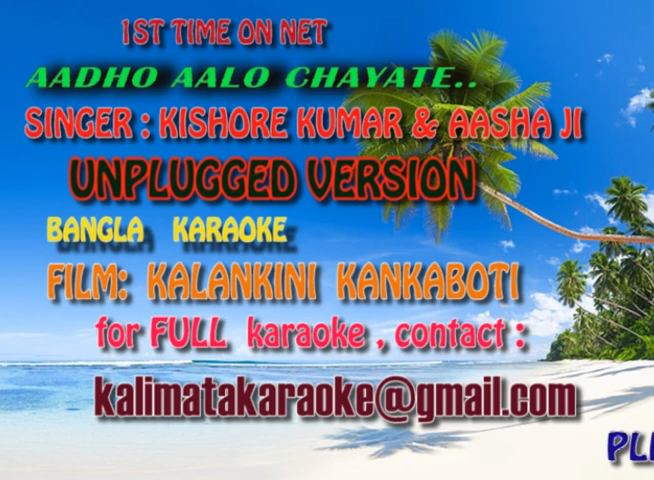 1ST TIME ON NET
AADHO AALO CHAYATE..
SINGER : KISHORE KUMAR & AASHA JI
UNPLUGGED VERSION
BANGLA KARAOKE
FILM: KALANKINI KANKABOTI
for FULL karaoke , contact :
kalimatakaraoke@gmail.com